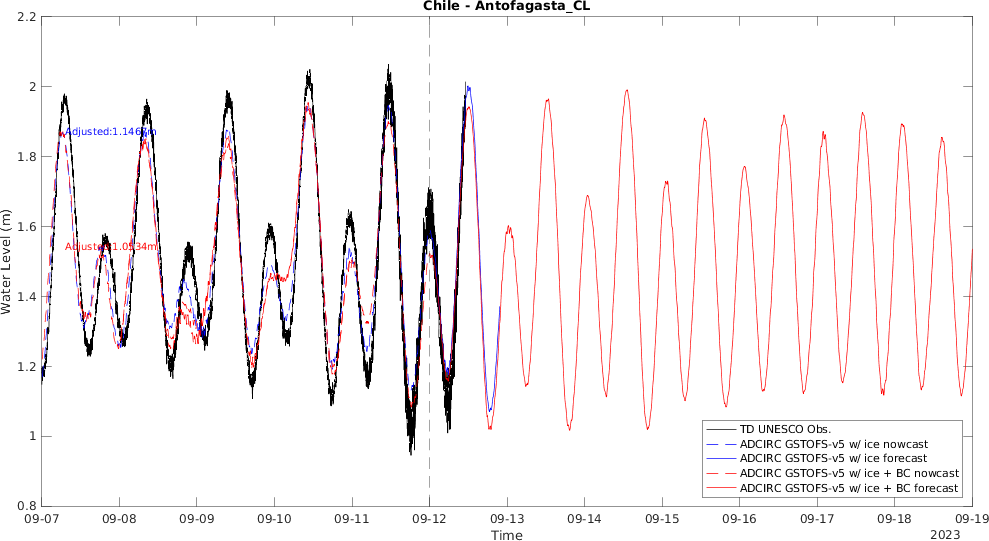 Chile - Antofagasta_CL
Water Level (m)
2.2
2
1.8
1.6
1.4
1.2
1
0.8
Adjusted:1.1467m
Adjusted:1.0534m
TD UNESCO Obs.
ADCIRC GSTOFS-v5 w/ ice nowcast
ADCIRC GSTOFS-v5 w/ ice forecast
ADCIRC GSTOFS-v5 w/ ice + BC nowcast
ADCIRC GSTOFS-v5 w/ ice + BC forecast
09-07 09-08 09-09 09-10 09-11 09-12 09-13 09-14 09-15 09-16 09-17 09-18 09-19
Time
2023